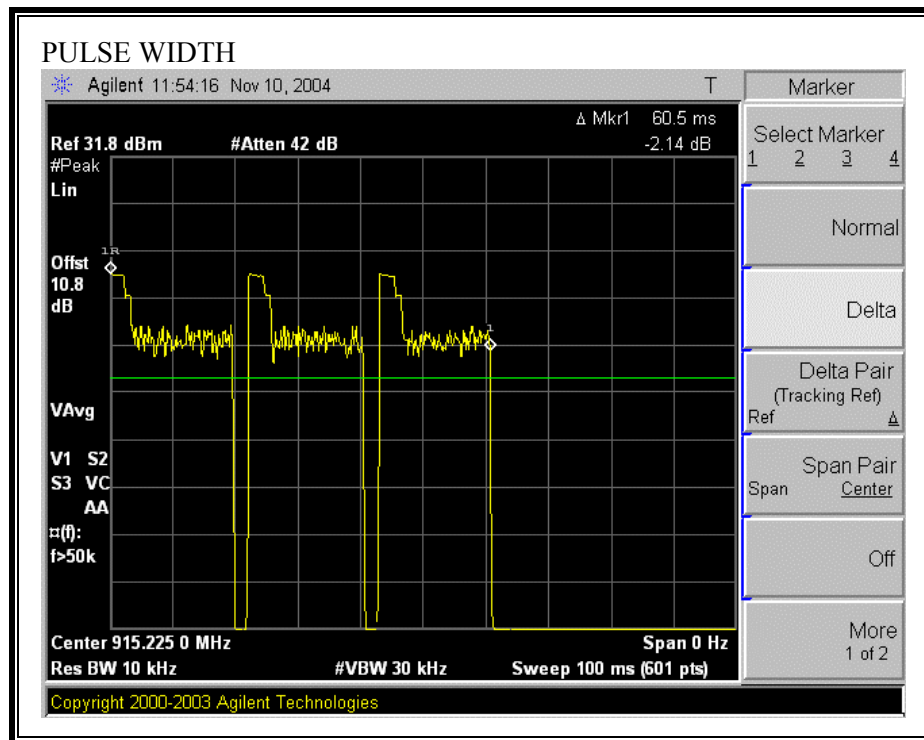 PULSE WIDTH
Agilent 11:54:16 Nov 10, 2004 T
Δ Mkr1 60.5 ms
Ref 31.8 dBm #Atten 42 dB -2.14 dB
#Peak
Lin
1R
Offst
10.8
dB
1
VAvg
V1 S2
S3 VC
AA
¤(f):
f>50k
Center 915.225 0 MHz Span 0 Hz
Res BW 10 kHz #VBW 30 kHz Sweep 100 ms (601 pts)
Copyright 2000-2003 Agilent Technologies
Marker
Select Marker
1 2 3 4
Normal
Delta
Delta Pair
(Tracking Ref)
Ref Δ
Span Pair
Span Center
Off
More
1 of 2